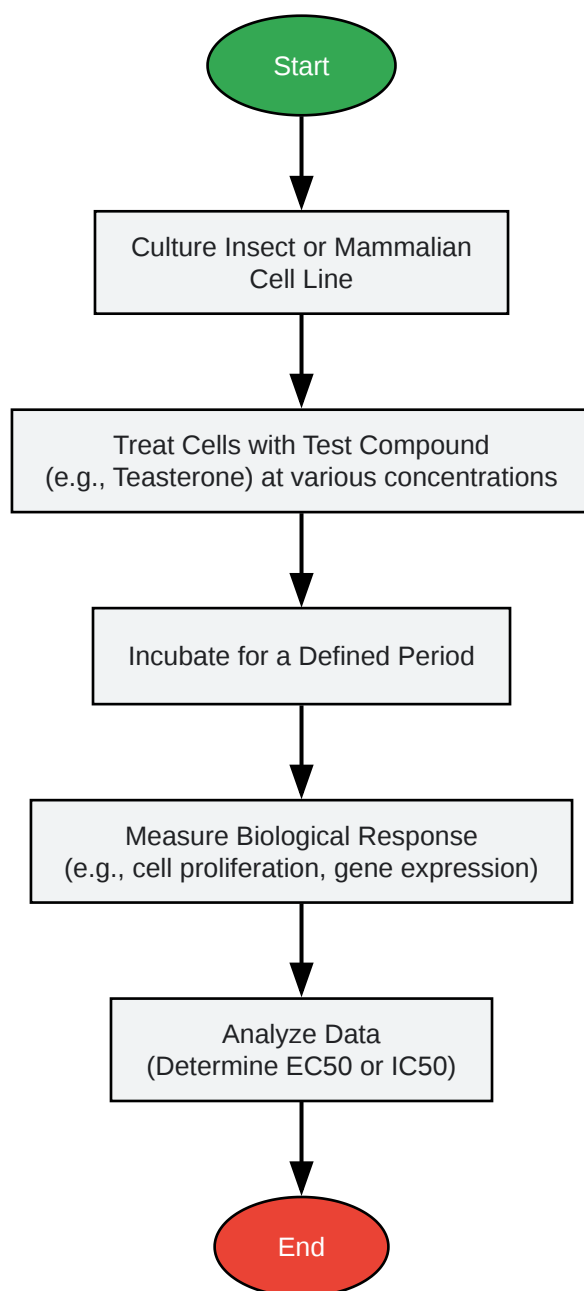 Start
Culture Insect or Mammalian
Cell Line
Treat Cells with Test Compound
(e.g., Teasterone) at various concentrations
Incubate for a Defined Period
Measure Biological Response
(e.g., cell proliferation, gene expression)
Analyze Data
(Determine EC50 or IC50)
End